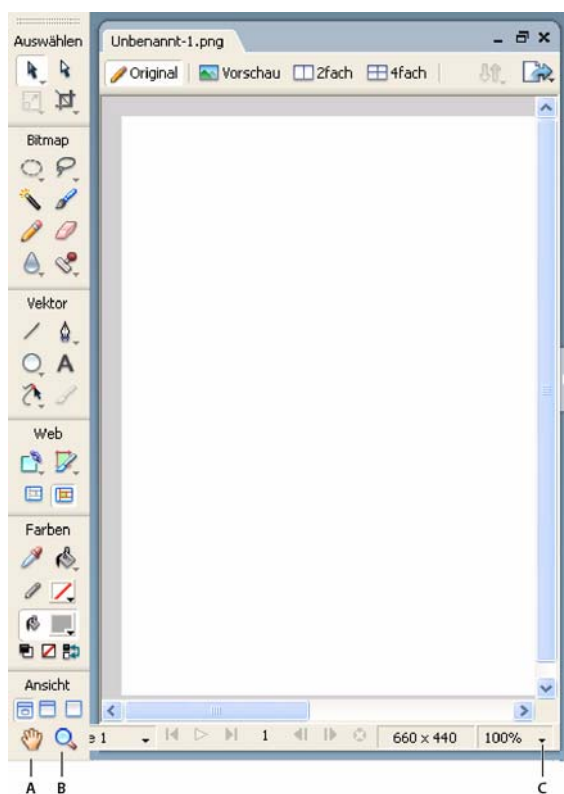 Auswählen
Unbenannt-1.png
Original Vorschau 2fach 4fach
Bitmap
Vektor
A
Web
Farben
Ansicht
1 1 660 x 440 100%
A B C